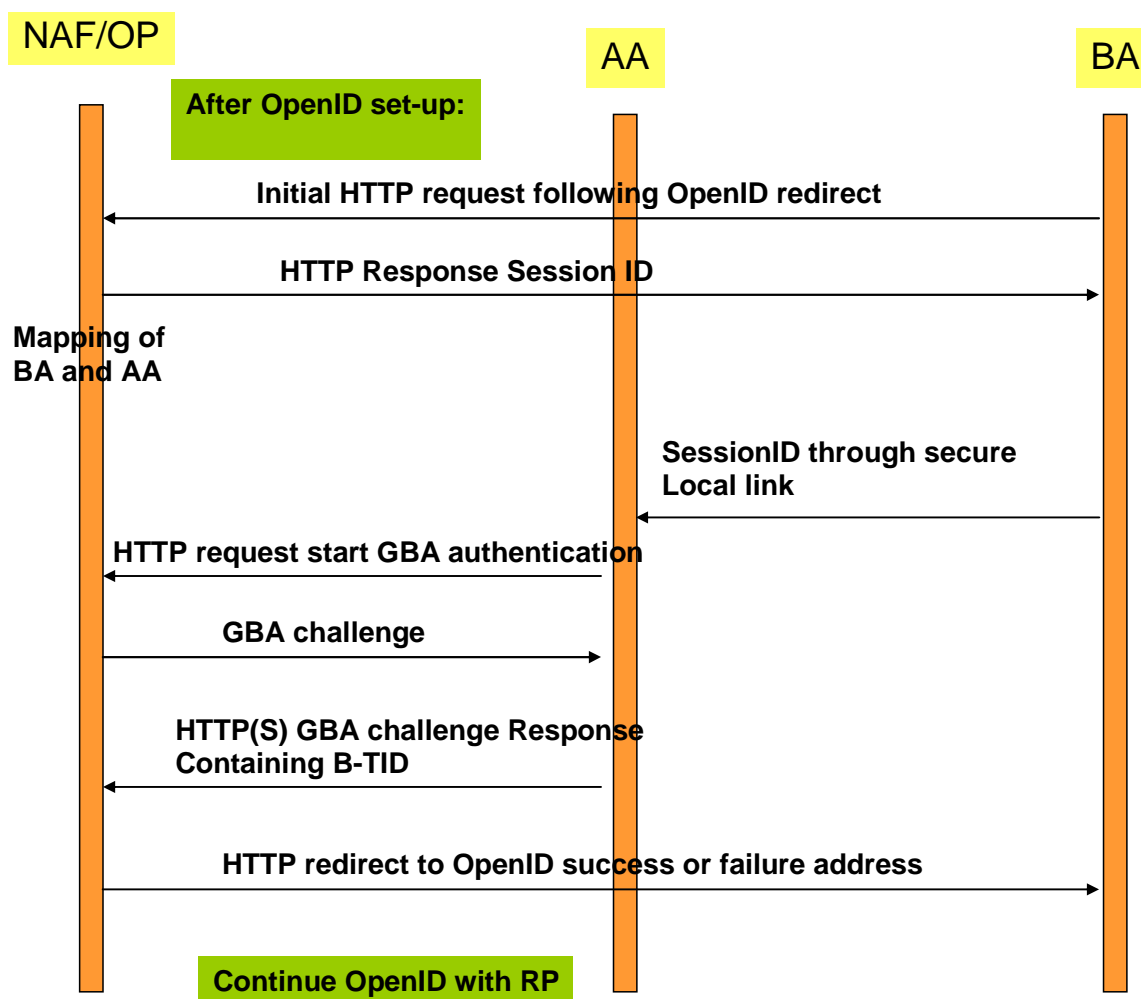 NAF/OP
AA
BA
After OpenID set-up:
Initial HTTP request following OpenID redirect
HTTP Response Session ID
Mapping of
BA and AA
SessionID through secure
Local link
HTTP request start GBA authentication
GBA challenge
HTTP(S) GBA challenge Response
Containing B-TID
HTTP redirect to OpenID success or failure address
Continue OpenID with RP